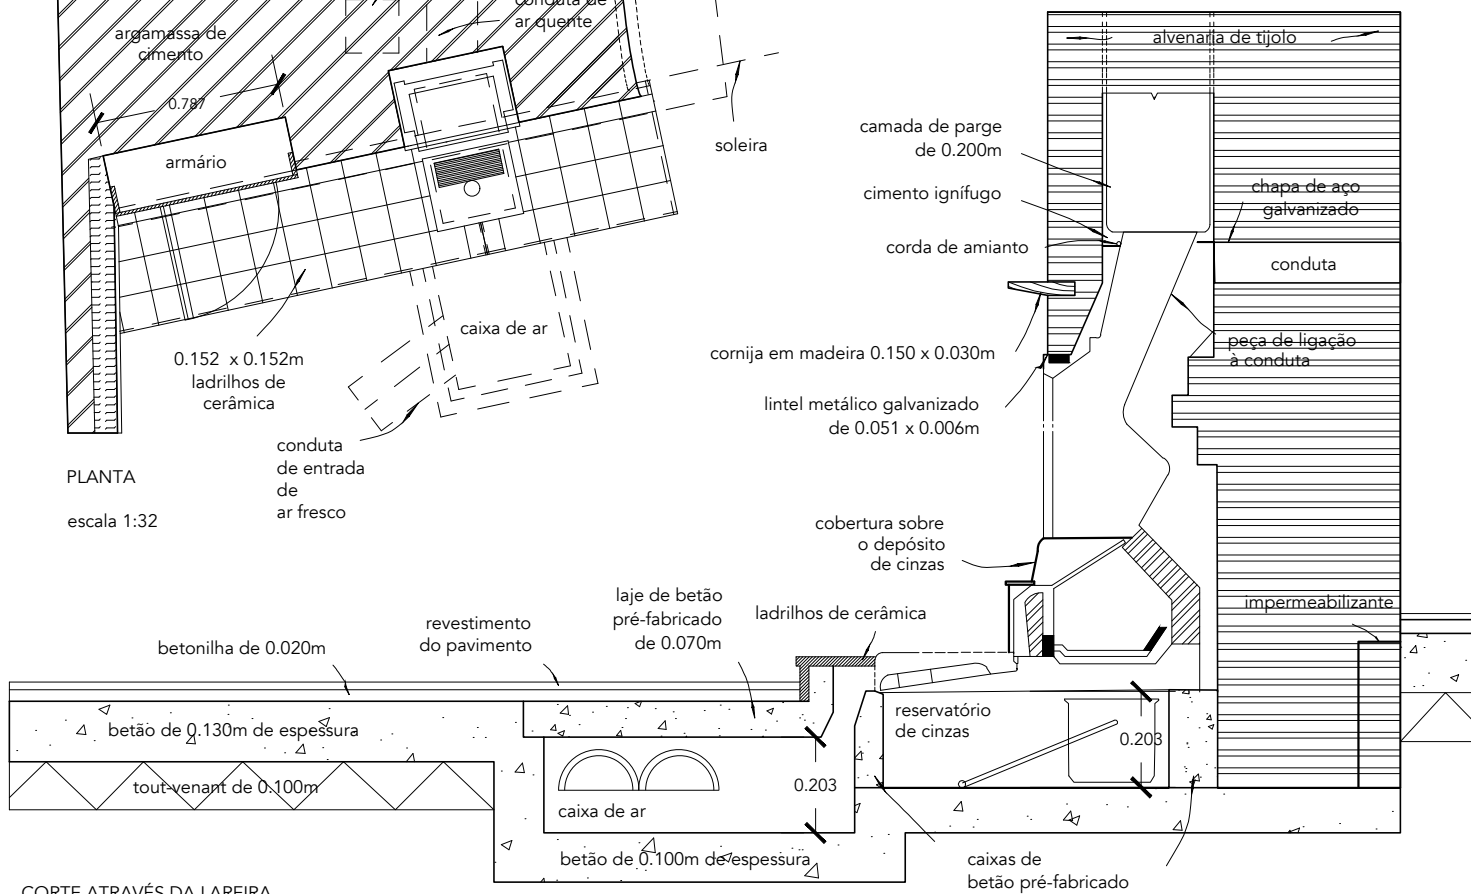 conduta de
ar quente
argamassa de
cimento
0.787
armário
soleira
caixa de ar
0.152 x 0.152m
ladrilhos de
cerâmica
conduta
de entrada
de
ar fresco
PLANTA
escala 1:32
alvenaria de tijolo
camada de parge
de 0.200m
cimento ignífugo
corda de amianto
chapa de aço
galvanizado
conduta
cornija em madeira 0.150 x 0.030m
peça de ligação
à conduta
lintel metálico galvanizado
de 0.051 x 0.006m
cobertura sobre
o depósito
de cinzas
laje de betão
pré-fabricado
de 0.070m
ladrilhos de cerâmica
impermeabilizante
revestimento
do pavimento
betonilha de 0.020m
betão de 0.130m de espessura
tout-venant de 0.100m
reservatório
de cinzas
0.203
0.203
caixa de ar
betão de 0.100m de espessura
caixas de
betão pré-fabricado
CORTE ATRAVÉS DA LAREIRA